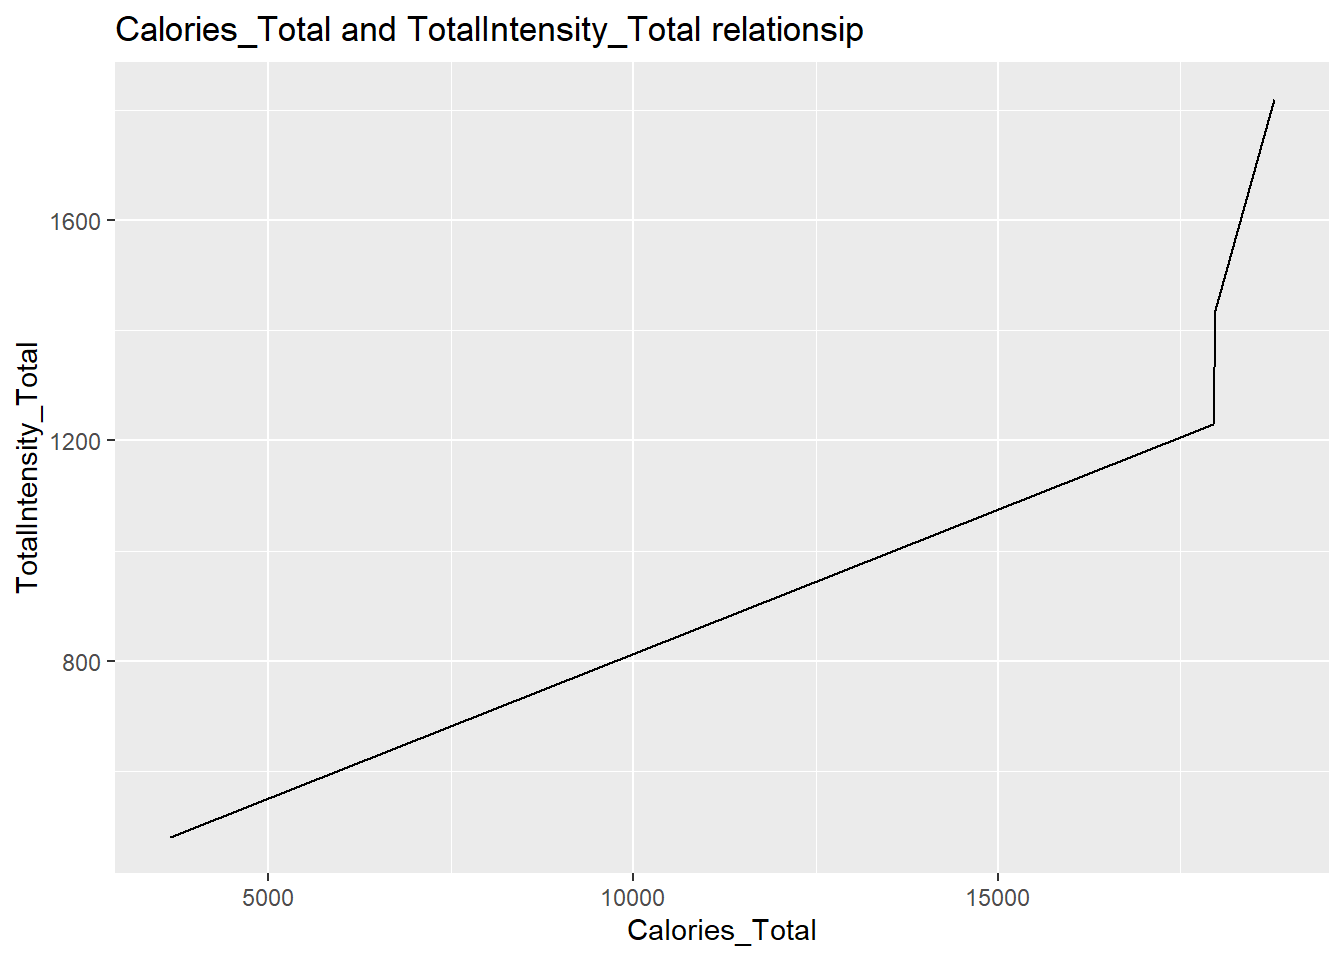 Calories_Total and TotalIntensity_Total relationsip
TotalIntensity_Total
1600
1200
800
5000 10000 15000
Calories_Total